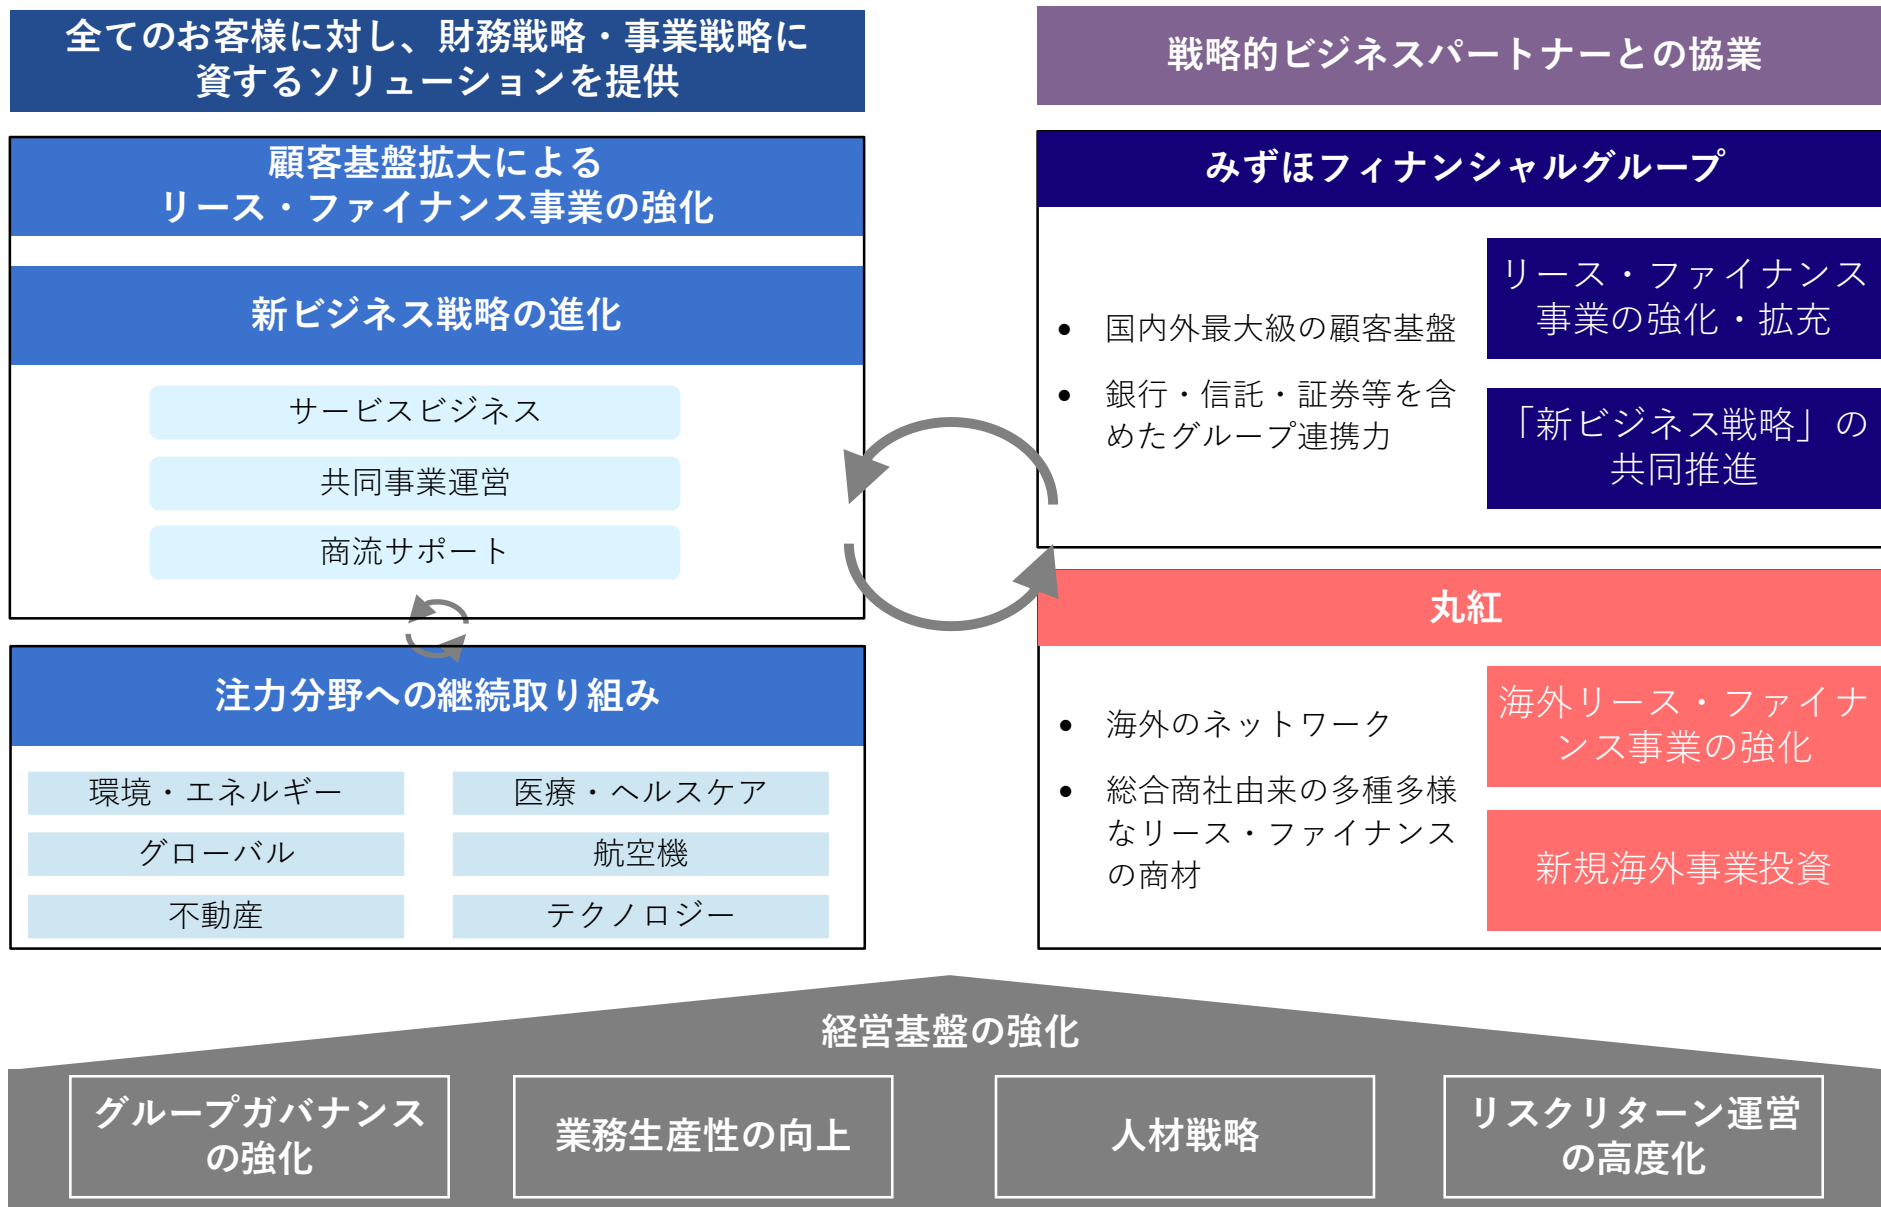 全てのお客様に対し、財務戦略・事業戦略に
資するソリューションを提供
顧客基盤拡大による
リース・ファイナンス事業の強化
新ビジネス戦略の進化
サービスビジネス
共同事業運営
商流サポート
注力分野への継続取り組み
環境・エネルギー
医療・ヘルスケア
グローバル
航空機
不動産
テクノロジー
戦略的ビジネスパートナーとの協業
みずほフィナンシャルグループ
• 国内外最大級の顧客基盤
• 銀行・信託・証券等を含
めたグループ連携力
リース・ファイナンス
事業の強化・拡充
「新ビジネス戦略」の
共同推進
丸紅
• 海外のネットワーク
• 総合商社由来の多種多様
なリース・ファイナンス
の商材
海外リース・ファイナ
ンス事業の強化
新規海外事業投資
経営基盤の強化
グループガバナンス
の強化
業務生産性の向上
人材戦略
リスクリターン運営
の高度化